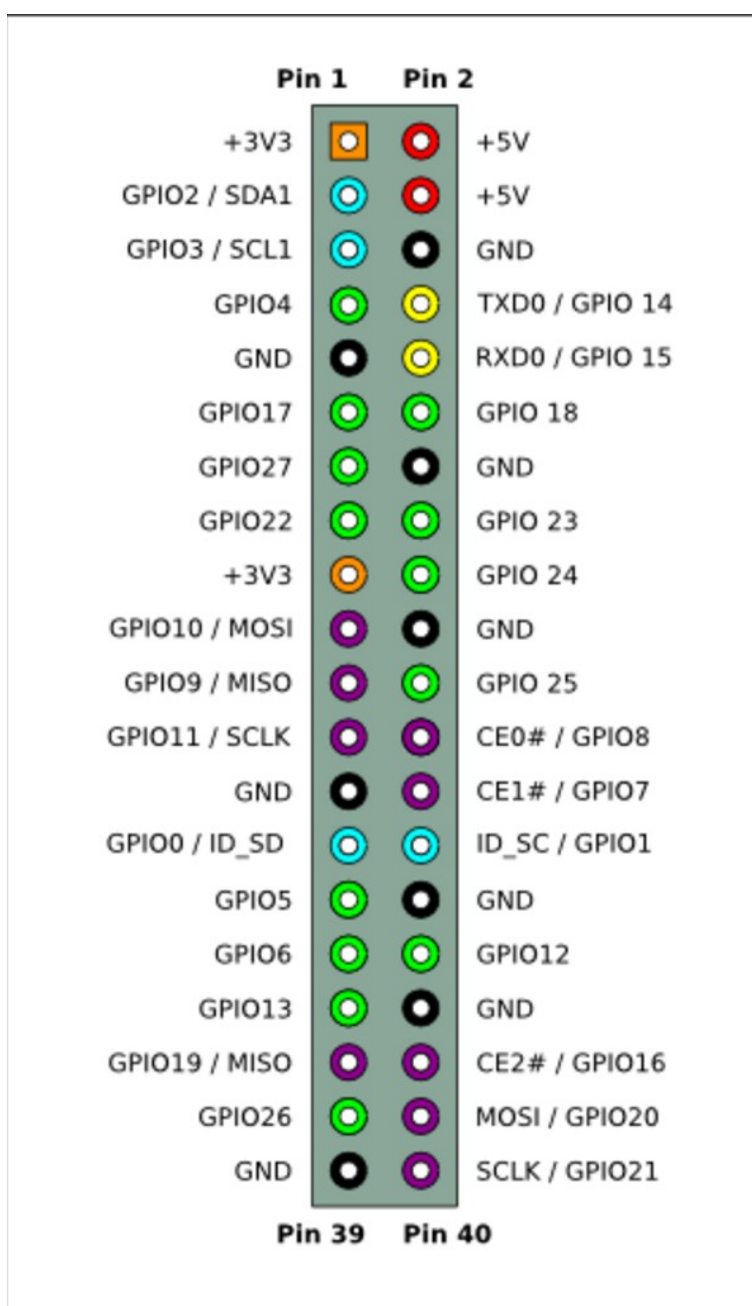 Pin 1 Pin 2
+3V3 +5V
GPIO2 / SDA1 +5V
GPIO3 / SCL1 GND
GPIO4 TXD0 / GPIO 14
GND RXD0 / GPIO 15
GPIO17 GPIO 18
GPIO27 GND
GPIO22 GPIO 23
+3V3 GPIO 24
GPIO10 / MOSI GND
GPIO9 / MISO GPIO 25
GPIO11 / SCLK CE0# / GPIO8
GND CE1# / GPIO7
GPIO0 / ID_SD ID_SC / GPIO1
GPIO5 GND
GPIO6 GPIO12
GPIO13 GND
GPIO19 / MISO CE2# / GPIO16
GPIO26 MOSI / GPIO20
GND SCLK / GPIO21
Pin 39 Pin 40